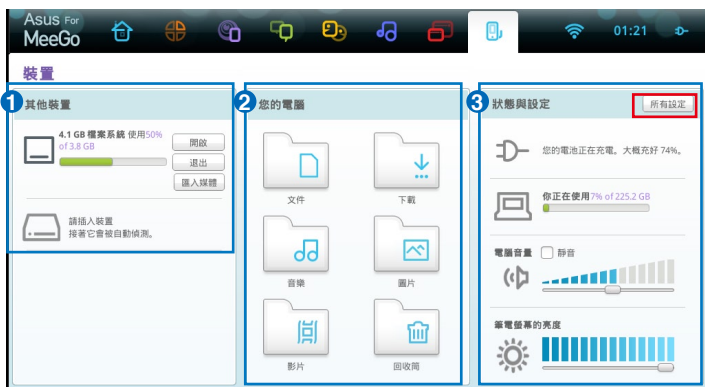 Asus For
MeeGo
01:21
裝置
1
其他裝置
4.1 GB 檔案系統 使用50%
of 3.8 GB
開啟
退出
匯入媒體
請插入裝置
接著它會被自動偵測。
2
您的電腦
文件
下載
音樂
圖片
影片
回收筒
3
狀態與設定
所有設定
您的電池正在充電。大概充好 74%。
你正在使用7% of 225.2 GB
電腦音量
靜音
筆電螢幕的亮度